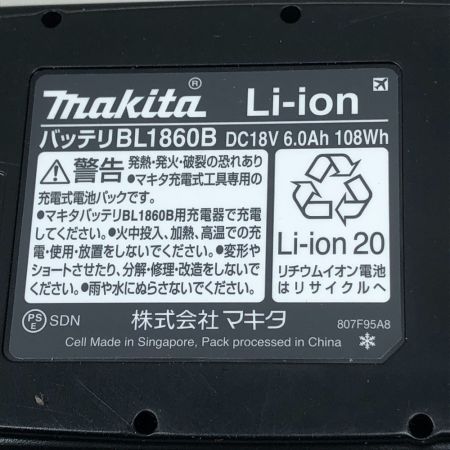 makita® Li-ion
バッテリBL1860B DC18V 6.0Ah 108Wh
⚠警告 発熱・発火・破裂の恐れあり
●マキタ充電式工具専用の
充電式電池パックです。
●マキタバッテリBL1860B用充電器で充電
してください。●火中投入、加熱、高温での充
電・使用・放置をしないでください。●変形や
ショートさせたり、分解・修理・改造をしないで
ください。●雨や水にぬらさないでください。
Li-ion 20
リチウムイオン電池
はリサイクルへ
PS
E SDN 株式会社マキタ 807F95A8
Cell Made in Singapore, Pack processed in China